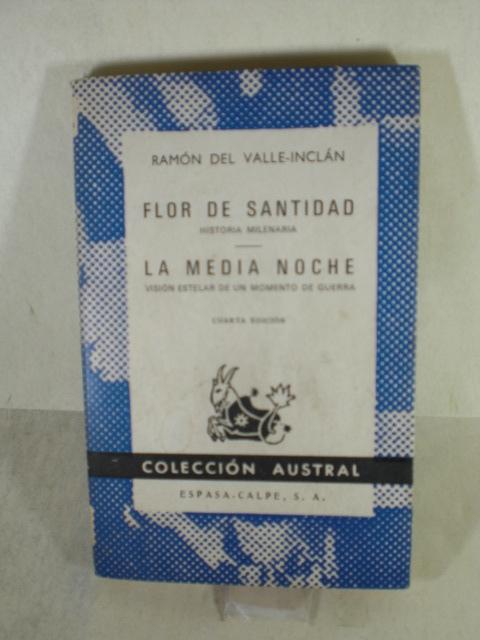 RAMÓN DEL VALLE-INCLÁN
FLOR DE SANTIDAD
HISTORIA MILENARIA
LA MEDIA NOCHE
VISIÓN ESTELAR DE UN MOMENTO DE GUERRA
CUARTA EDICIÓN
COLECCIÓN AUSTRAL
ESPASA-CALPE, S. A.